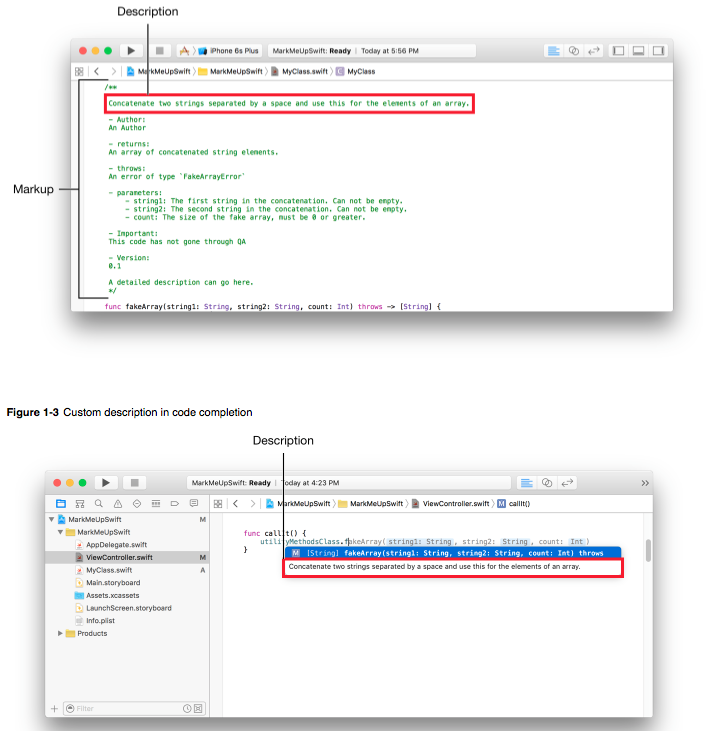 Description
iPhone 6s Plus
MarkMeUpSwift: Ready | Today at 5:56 PM
MarkMeUpSwift MarkMeUpSwift MyClass.swift C MyClass
/**
Concatenate two strings separated by a space and use this for the elements of an array.
- Author:
An Author
- returns:
An array of concatenated string elements.
- throws:
An error of type `FakeArrayError`
Markup
- parameters:
- string1: The first string in the concatenation. Can not be empty.
- string2: The second string in the concatenation. Can not be empty.
- count: The size of the fake array, must be 0 or greater.
- Important:
This code has not gone through QA
- Version:
0.1
A detailed description can go here.
*/
func fakeArray(string1: String, string2: String, count: Int) throws -> [String] {
Figure 1-3 Custom description in code completion
Description
MarkMeUpSwift: Ready | Today at 4:23 PM
MarkMeUpSwift MarkMeUpSwift ViewController.swift M callIt()
MarkMeUpSwift M
MarkMeUpSwift
AppDelegate.swift
ViewController.swift M
MyClass.swift A
Main.storyboard
Assets.xcassets
LaunchScreen.storyboard
Info.plist
Products
func callIt() {
utilityMethodsClass.fakeArray(string1: String, string2: String, count: Int)
}
M [String] fakeArray(string1: String, string2: String, count: Int) throws
Concatenate two strings separated by a space and use this for the elements of an array.
Filter